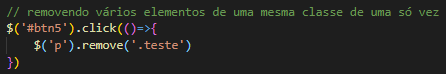 // removendo vários elementos de uma mesma classe de uma só vez
$('#btn5').click(()=>{
    $('p').remove('.teste')
})